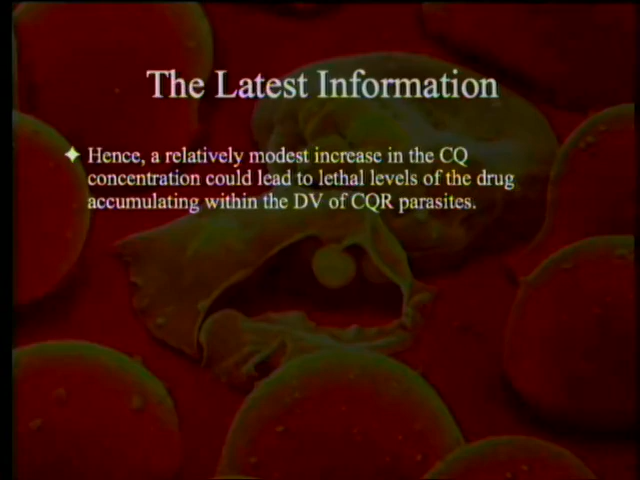 The Latest Information
Hence, a relatively modest increase in the CQ
concentration could lead to lethal levels of the drug
accumulating within the DV of CQR parasites.